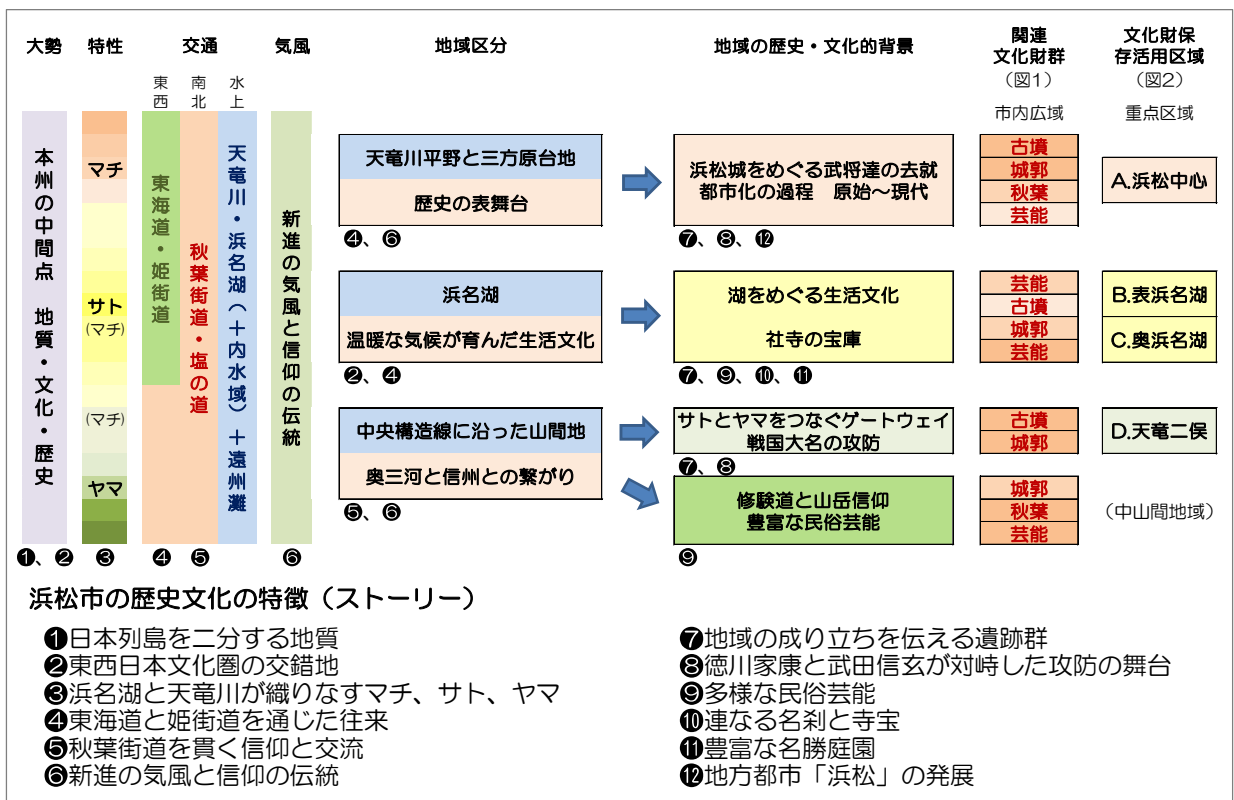 大勢 特性 交通 気風 地域区分 地域の歴史・文化的背景 関連文化財群（図1） 文化財保存活用区域（図2）
東西 南北 水上 市内広域 重点区域
本州の中間点 地質・文化・歴史
マチ
サト
(マチ)
(マチ)
ヤマ
東海道・姫街道
秋葉街道・塩の道
天竜川・浜名湖（＋内水域）＋遠州灘
新進の気風と信仰の伝統
天竜川平野と三方原台地
歴史の表舞台
❹、❻
浜松城をめぐる武将達の去就
都市化の過程　原始～現代
❼、❽、⓬
古墳
城郭
秋葉
芸能
A.浜松中心
浜名湖
温暖な気候が育んだ生活文化
❷、❹
湖をめぐる生活文化
社寺の宝庫
❼、❾、❿、⓫
芸能
古墳
城郭
芸能
B.表浜名湖
C.奥浜名湖
中央構造線に沿った山間地
奥三河と信州との繋がり
❺、❻
サトとヤマをつなぐゲートウェイ
戦国大名の攻防
❼、❽
古墳
城郭
D.天竜二俣
修験道と山岳信仰
豊富な民俗芸能
❾
城郭
秋葉
芸能
（中山間地域）
❶、❷ ❸ ❹ ❺ ❻
浜松市の歴史文化の特徴（ストーリー）
❶日本列島を二分する地質
❷東西日本文化圏の交錯地
❸浜名湖と天竜川が織りなすマチ、サト、ヤマ
❹東海道と姫街道を通じた往来
❺秋葉街道を貫く信仰と交流
❻新進の気風と信仰の伝統
❼地域の成り立ちを伝える遺跡群
❽徳川家康と武田信玄が対峙した攻防の舞台
❾多様な民俗芸能
❿連なる名刹と寺宝
⓫豊富な名勝庭園
⓬地方都市「浜松」の発展